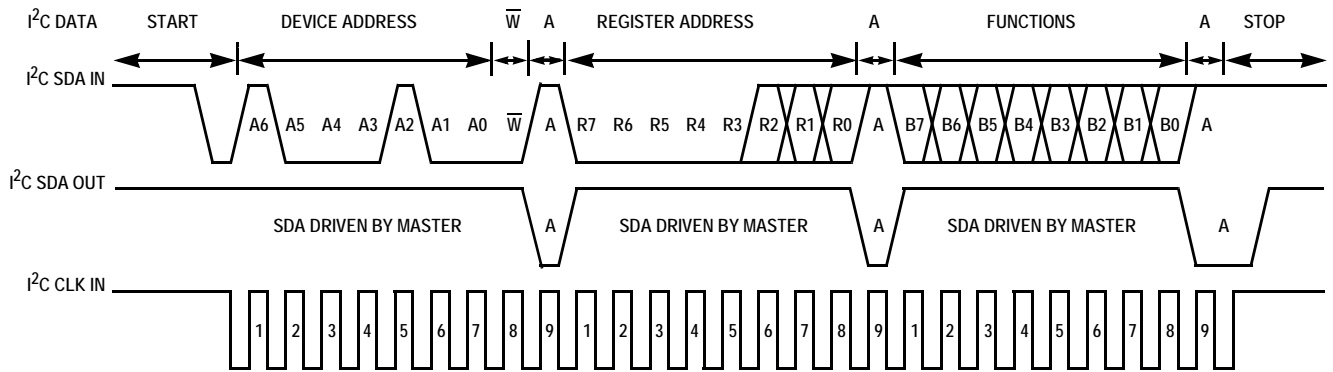 I²C DATA START DEVICE ADDRESS W̅ A REGISTER ADDRESS A FUNCTIONS A STOP
I²C SDA IN
A6 A5 A4 A3 A2 A1 A0 W̅ A R7 R6 R5 R4 R3 R2 R1 R0 A B7 B6 B5 B4 B3 B2 B1 B0 A
I²C SDA OUT
SDA DRIVEN BY MASTER A SDA DRIVEN BY MASTER A SDA DRIVEN BY MASTER A
I²C CLK IN
1 2 3 4 5 6 7 8 9 1 2 3 4 5 6 7 8 9 1 2 3 4 5 6 7 8 9